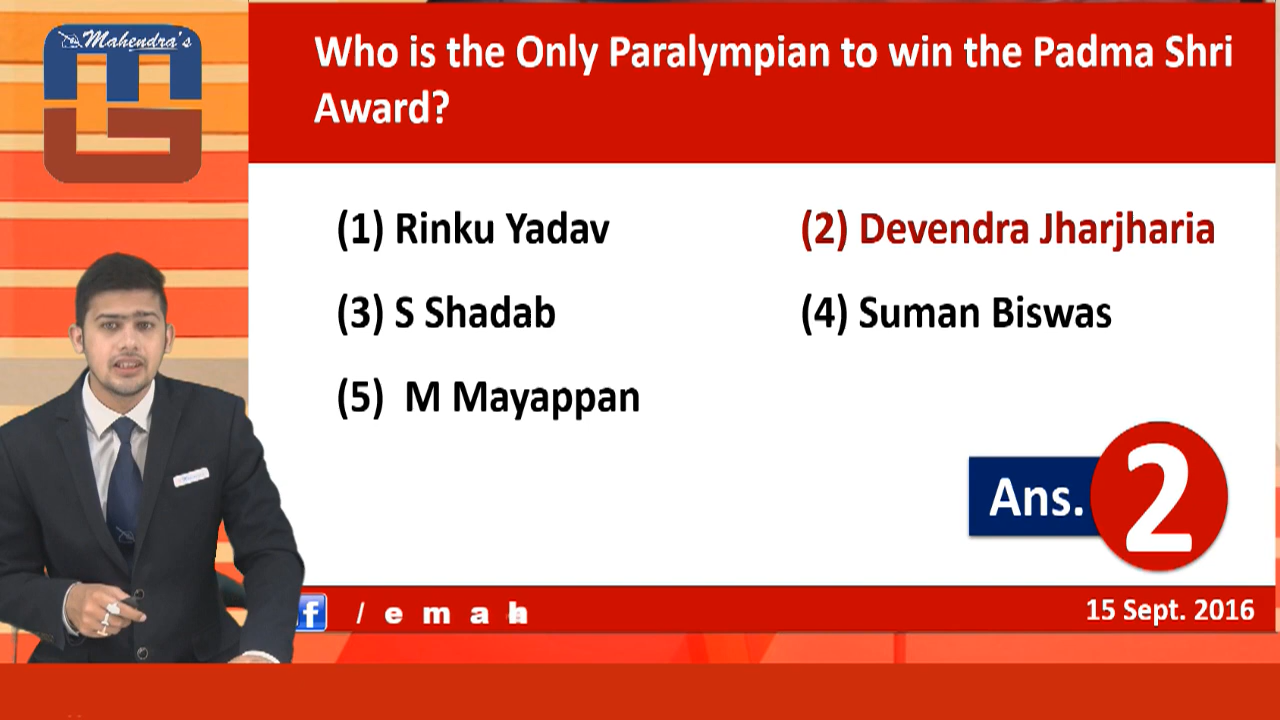 Mahendra's
Who is the Only Paralympian to win the Padma Shri
Award?
(1) Rinku Yadav
(2) Devendra Jharjharia
(3) S Shadab
(4) Suman Biswas
(5) M Mayappan
Ans. 2
f / e m a h
15 Sept. 2016